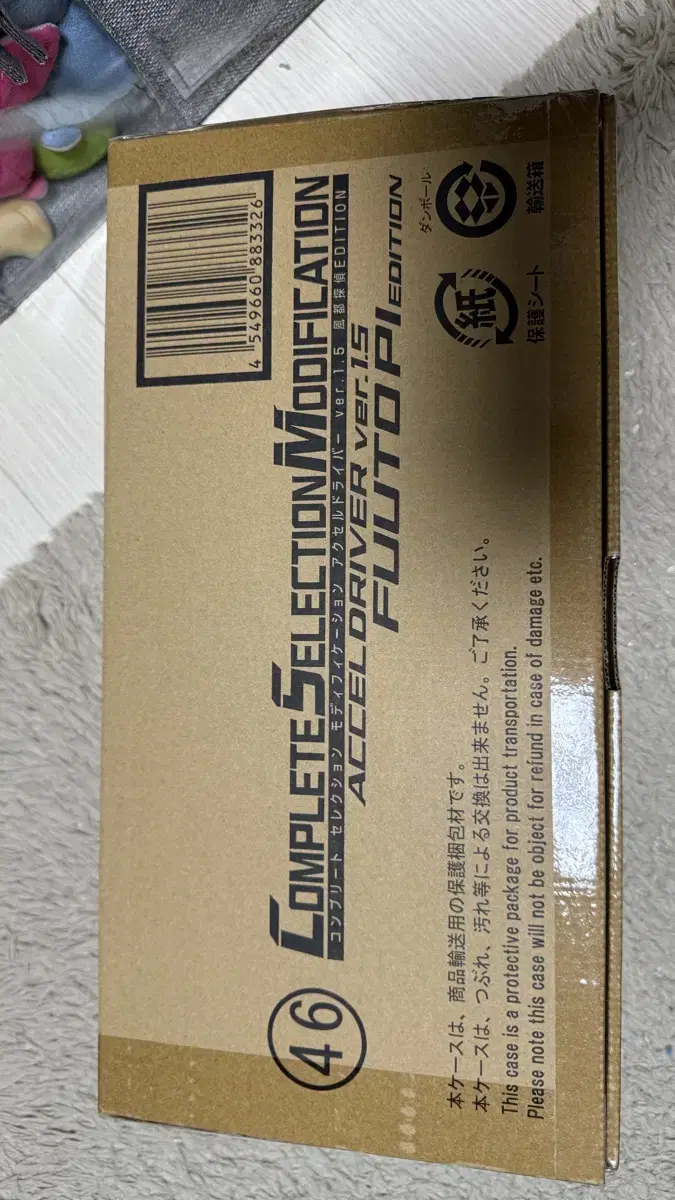 4 549660 883326
46
COMPLETE SELECTION MODIFICATION
コンプリート セレクション モディフィケーション アクセルドライバー ver.1.5 風都探偵EDITION
ACCEL DRIVER ver.1.5
FUUTO PI EDITION
ダンボール
輸送箱
紙
保護シート
本ケースは、商品輸送用の保護梱包材です。
本ケースは、つぶれ、汚れ等による交換は出来ません。ご了承ください。
This case is a protective package for product transportation.
Please note this case will not be object for refund in case of damage etc.